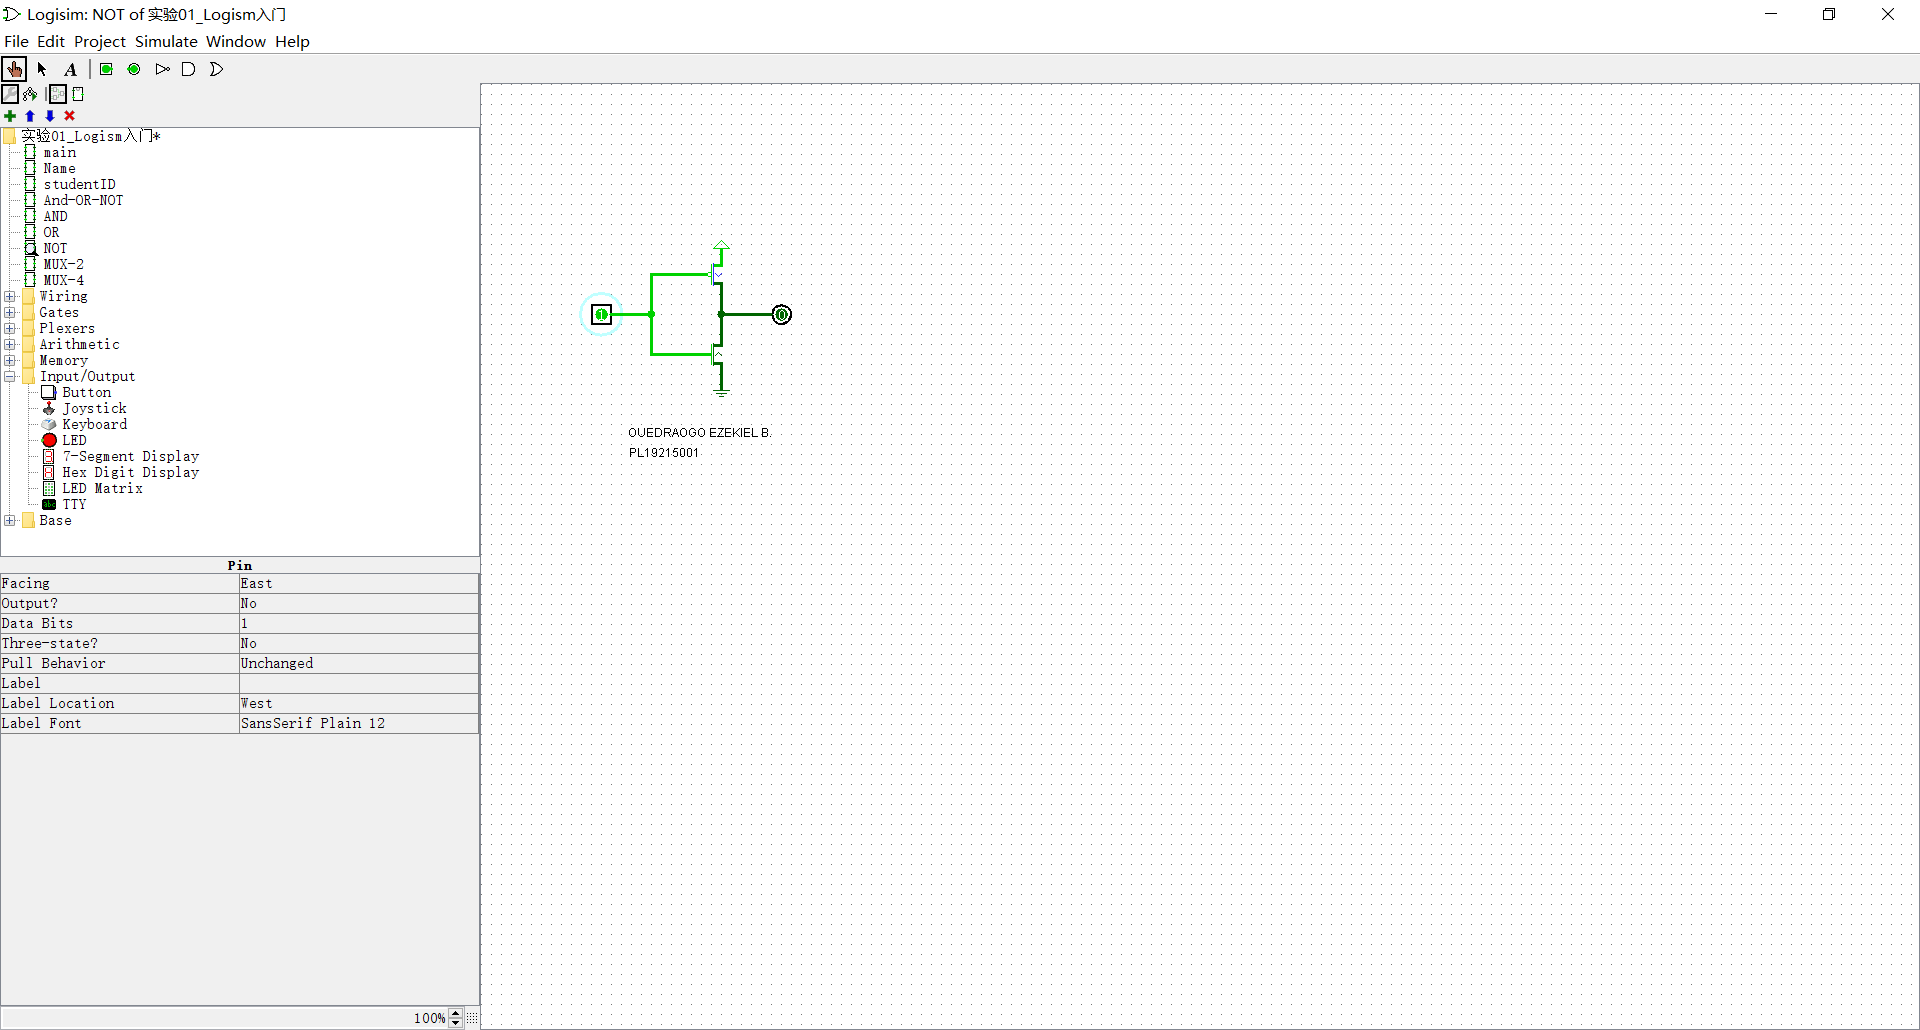 Logisim: NOT of 实验01_Logism入门
File Edit Project Simulate Window Help
A
实验01_Logism入门*
main
Name
studentID
And-OR-NOT
AND
OR
NOT
MUX-2
MUX-4
Wiring
Gates
Plexers
Arithmetic
Memory
Input/Output
Button
Joystick
Keyboard
LED
7-Segment Display
Hex Digit Display
LED Matrix
TTY
Base
Pin
Facing East
Output? No
Data Bits 1
Three-state? No
Pull Behavior Unchanged
Label
Label Location West
Label Font SansSerif Plain 12
100%
1
0
OUEDRAOGO EZEKIEL B.
PL19215001